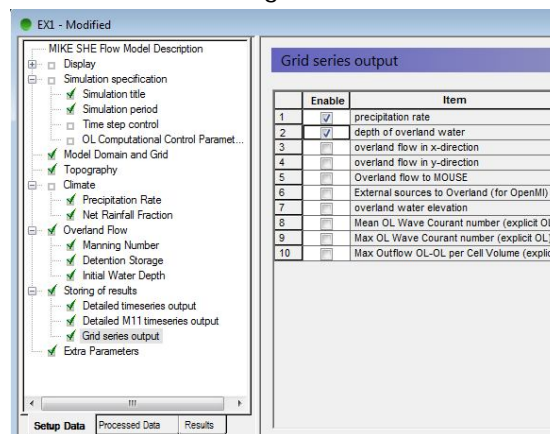 EX1 - Modified
MIKE SHE Flow Model Description
Display
Simulation specification
Simulation title
Simulation period
Time step control
OL Computational Control Paramet...
Model Domain and Grid
Topography
Climate
Precipitation Rate
Net Rainfall Fraction
Overland Flow
Manning Number
Detention Storage
Initial Water Depth
Storing of results
Detailed timeseries output
Detailed M11 timeseries output
Grid series output
Extra Parameters
Setup Data Processed Data Results
Grid series output
Enable Item
1 precipitation rate
2 depth of overland water
3 overland flow in x-direction
4 overland flow in y-direction
5 Overland flow to MOUSE
6 External sources to Overland (for OpenMI)
7 overland water elevation
8 Mean OL Wave Courant number (explicit OL
9 Max OL Wave Courant number (explicit OL)
10 Max Outflow OL-OL per Cell Volume (explic